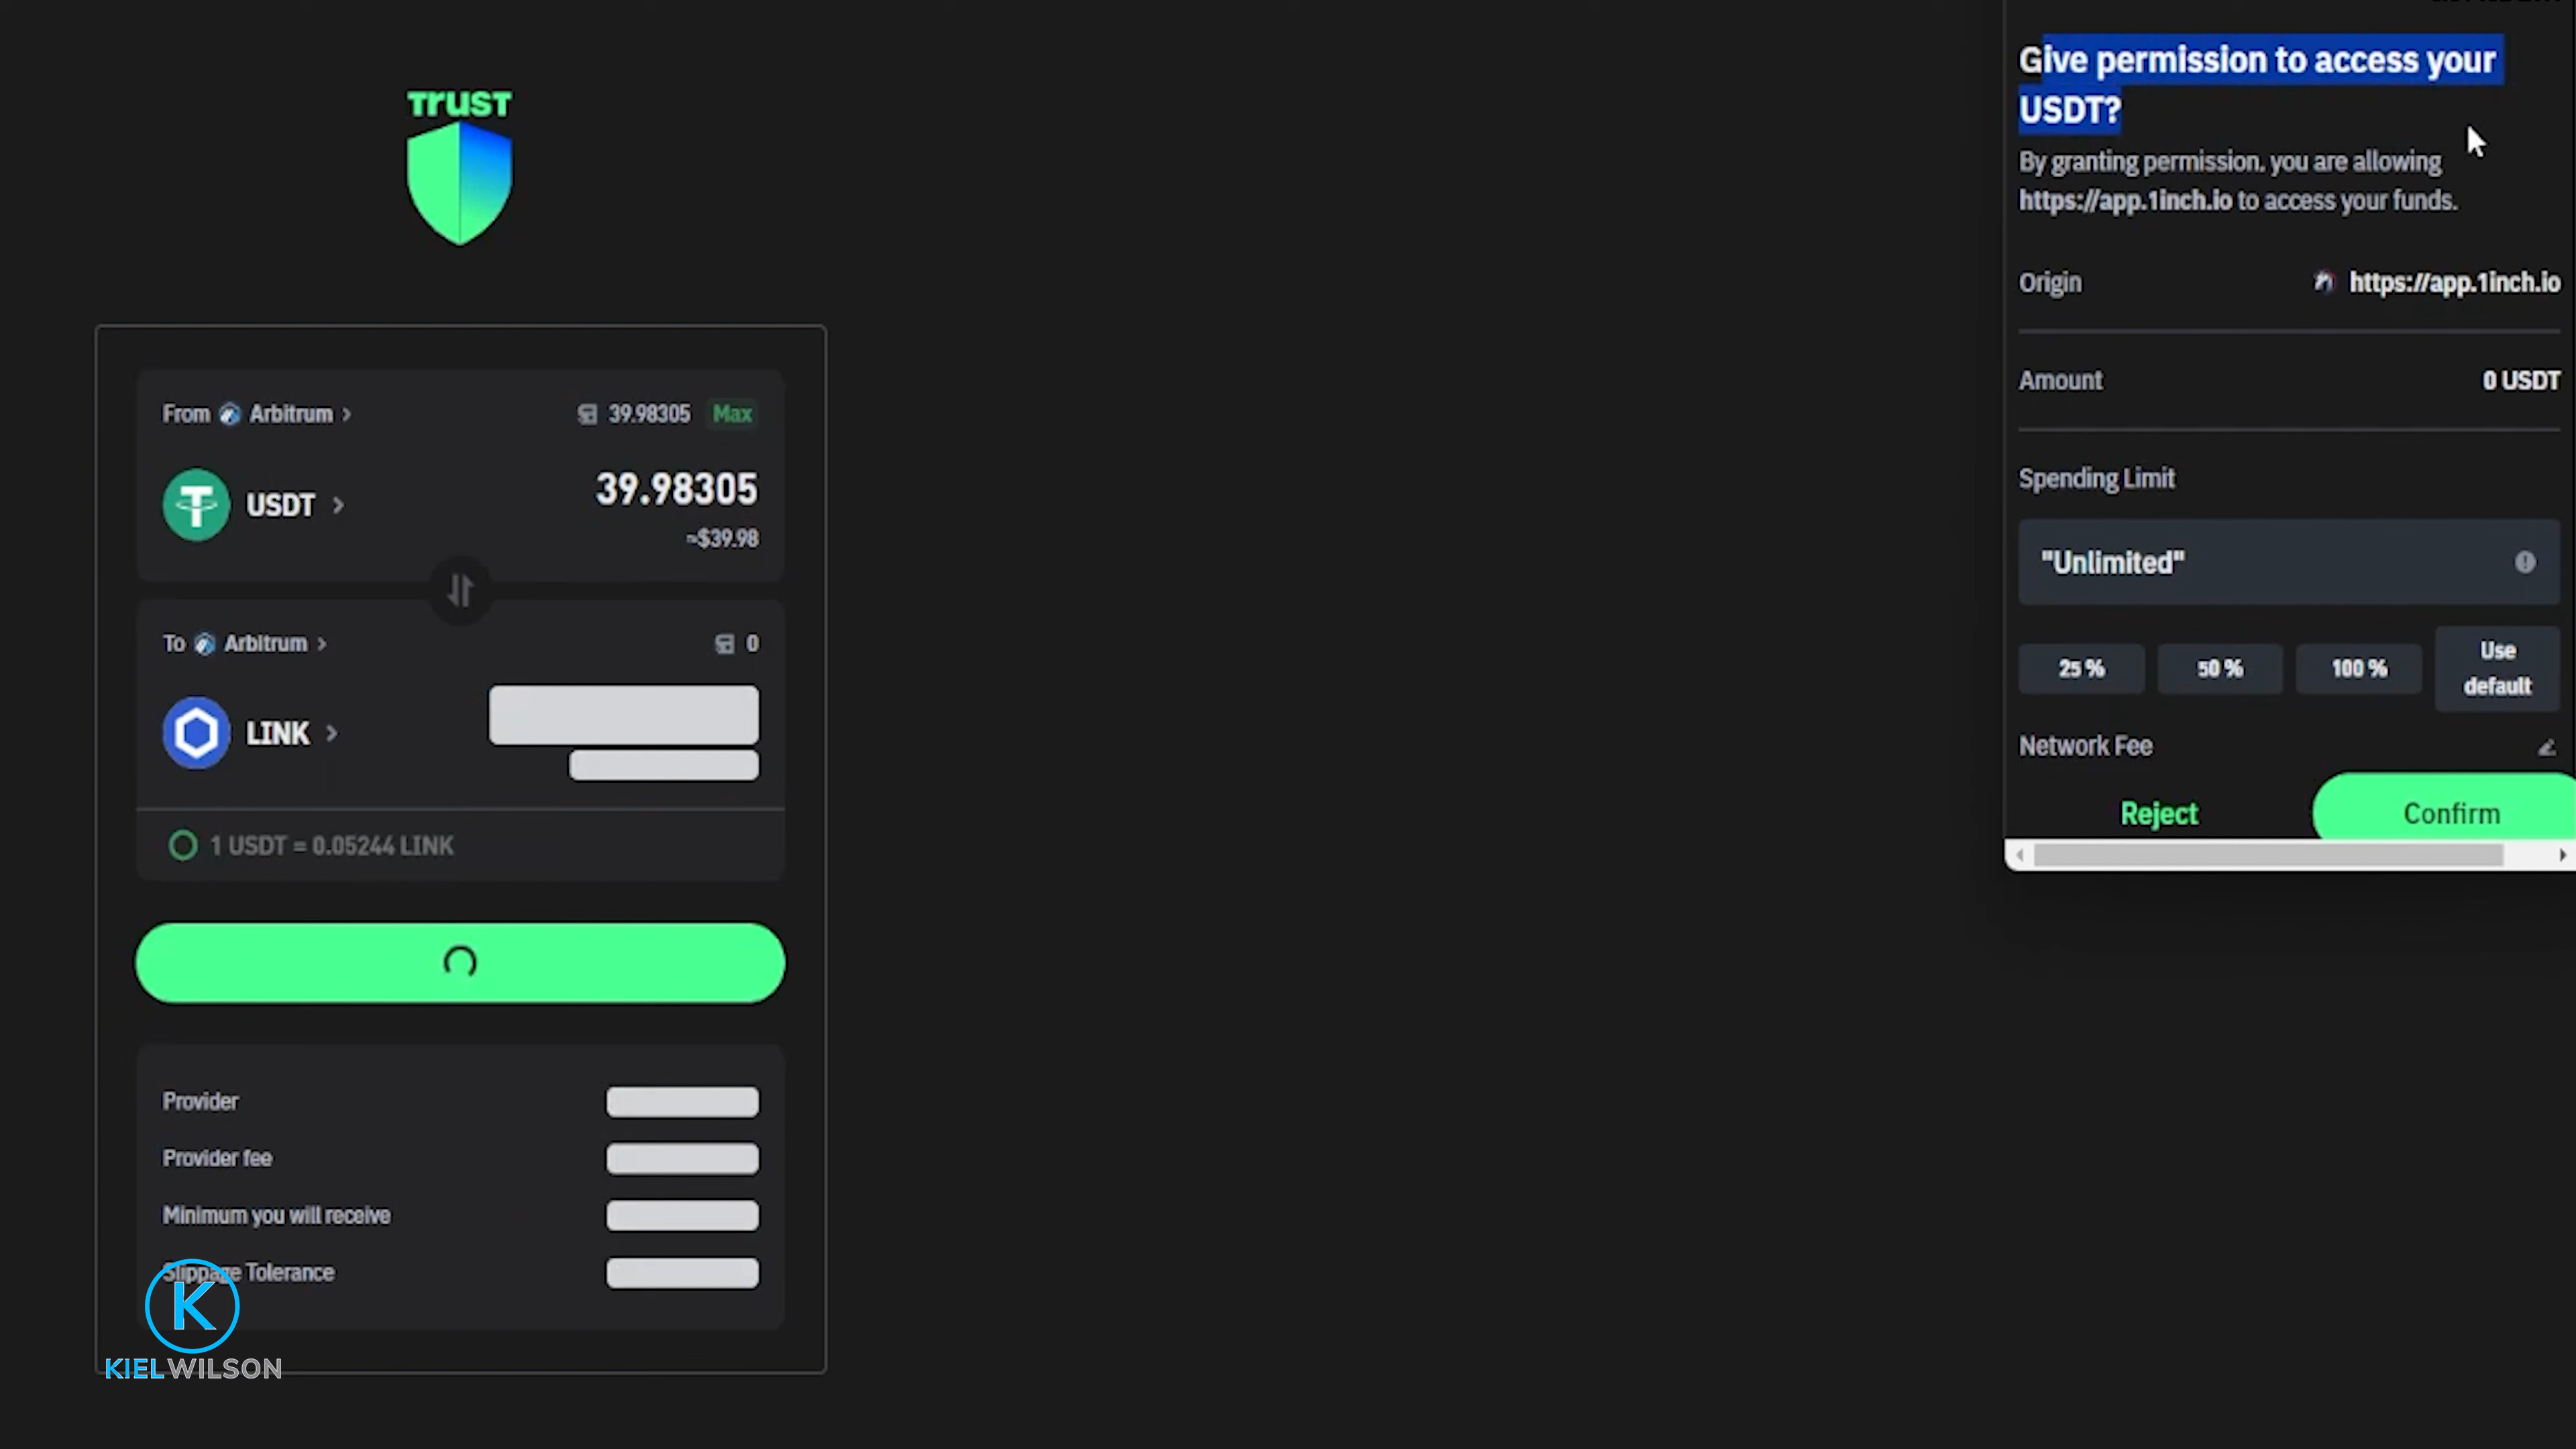 TRUST
From Arbitrum
39.98305 Max
USDT
39.98305
≈$39.98
To Arbitrum
0
LINK
1 USDT = 0.05244 LINK
Provider
Provider fee
Minimum you will receive
Slippage Tolerance
K
KIELWILSON
Give permission to access your
USDT?
By granting permission, you are allowing
https://app.1inch.io to access your funds.
Origin
https://app.1inch.io
Amount
0 USDT
Spending Limit
"Unlimited"
25 %
50 %
100 %
Use
default
Network Fee
Reject
Confirm